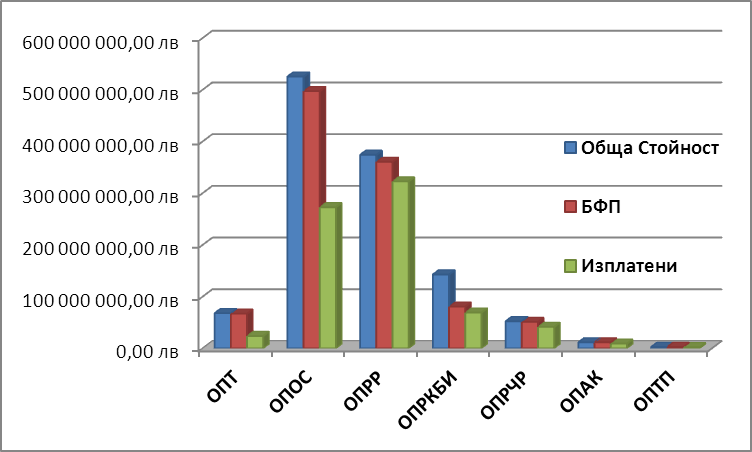 600 000 000,00 лв
500 000 000,00 лв
400 000 000,00 лв
300 000 000,00 лв
200 000 000,00 лв
100 000 000,00 лв
0,00 лв
Обща Стойност
БФП
Изплатени
ОПТ
ОПОС
ОПРР
ОПРКБИ
ОПРЧР
ОПАК
ОПТП